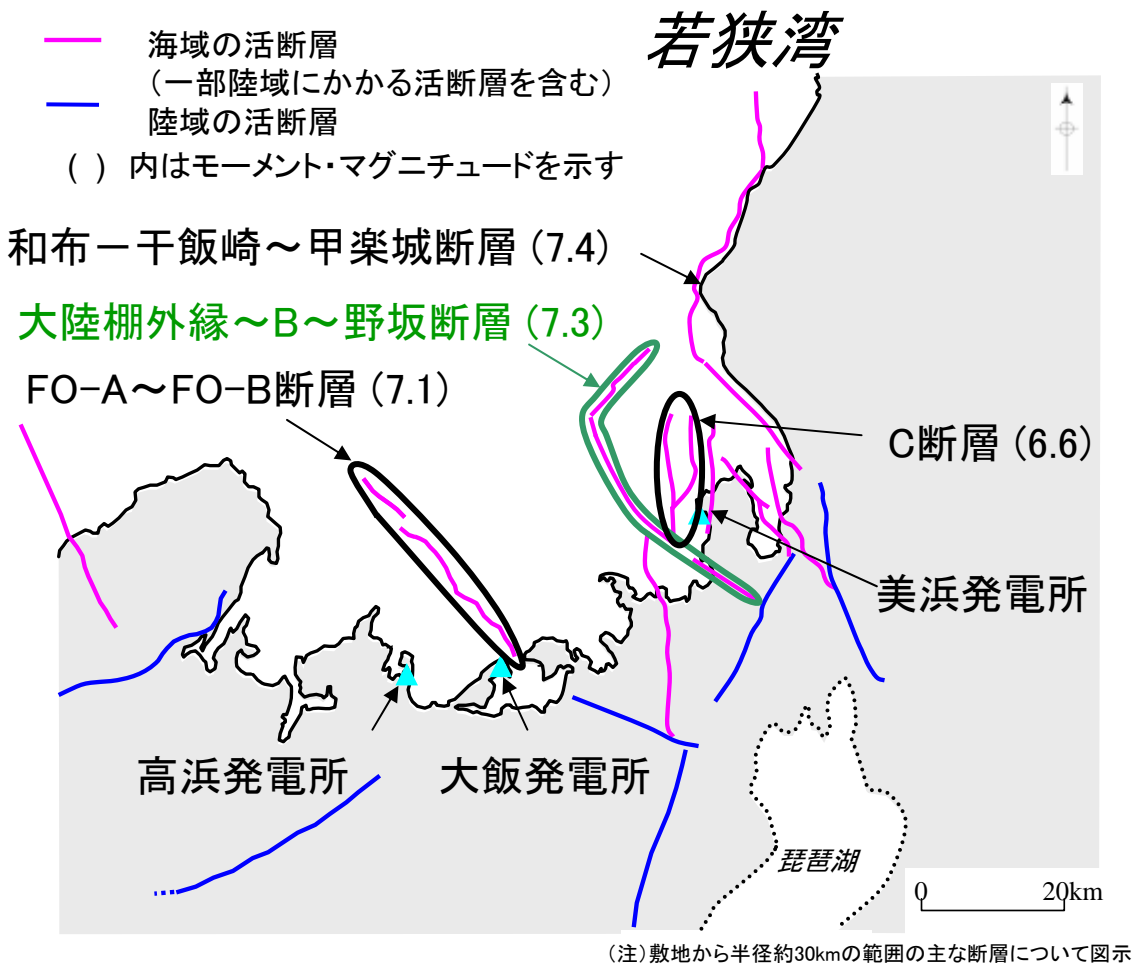 若狭湾
海域の活断層
(一部陸域にかかる活断層を含む)
陸域の活断層
( ) 内はモーメント・マグニチュードを示す
和布－干飯崎～甲楽城断層 (7.4)
大陸棚外縁～B～野坂断層 (7.3)
FO-A～FO-B断層 (7.1)
C断層 (6.6)
美浜発電所
高浜発電所
大飯発電所
琵琶湖
0 20km
(注)敷地から半径約30kmの範囲の主な断層について図示